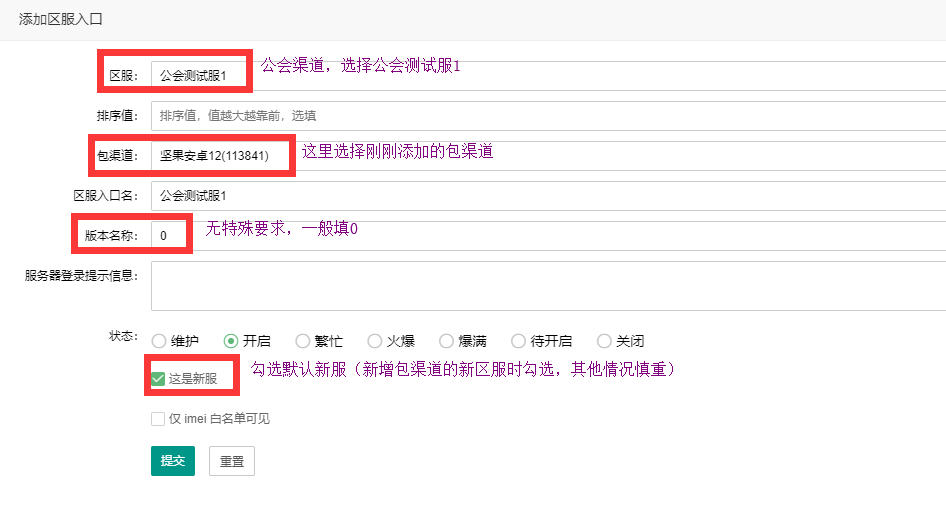 添加区服入口
区服： 公会测试服1 公会渠道，选择公会测试服1
排序值： 排序值，值越大越靠前，选填
包渠道： 坚果安卓12(113841) 这里选择刚刚添加的包渠道
区服入口名： 公会测试服1
版本名称： 0 无特殊要求，一般填0
服务器登录提示信息：
状态： 维护 开启 繁忙 火爆 爆满 待开启 关闭
这是新服 勾选默认新服（新增包渠道的新区服时勾选，其他情况慎重）
仅 imei 白名单可见
提交 重置